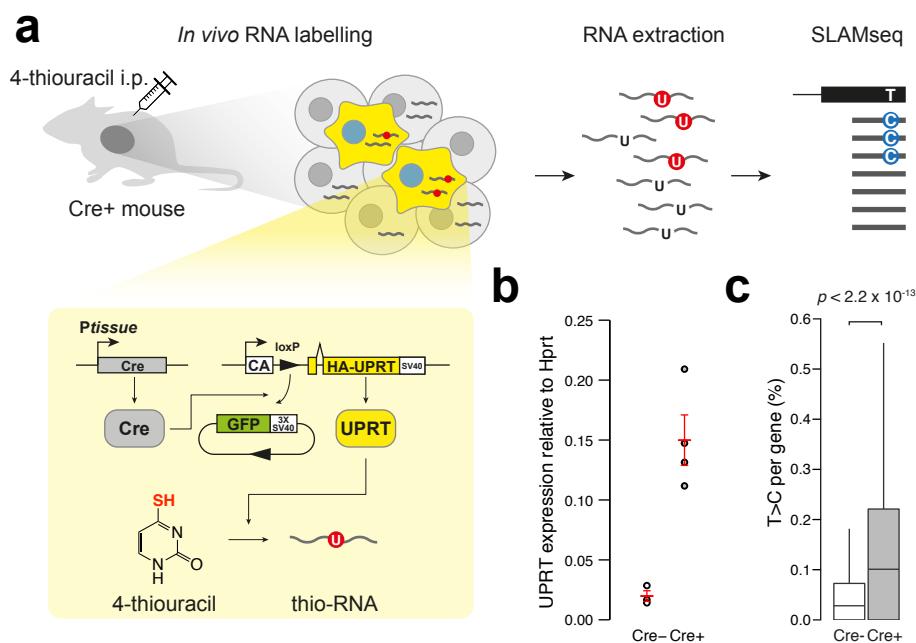 a
In vivo RNA labelling
RNA extraction
SLAMseq
4-thiouracil i.p.
T
U
C
U
C
U
C
U
U
U
U
Cre+ mouse
Ptissue
Cre
CA
loxP
HA-UPRT
SV40
Cre
GFP
3X
SV40
UPRT
SH
N
N
H
O
U
4-thiouracil
thio-RNA
b
UPRT expression relative to Hprt
0.25
0.20
0.15
0.10
0.05
0.00
Cre–
Cre+
c
p < 2.2 x 10-13
T>C per gene (%)
0.6
0.5
0.4
0.3
0.2
0.1
0.0
Cre-
Cre+